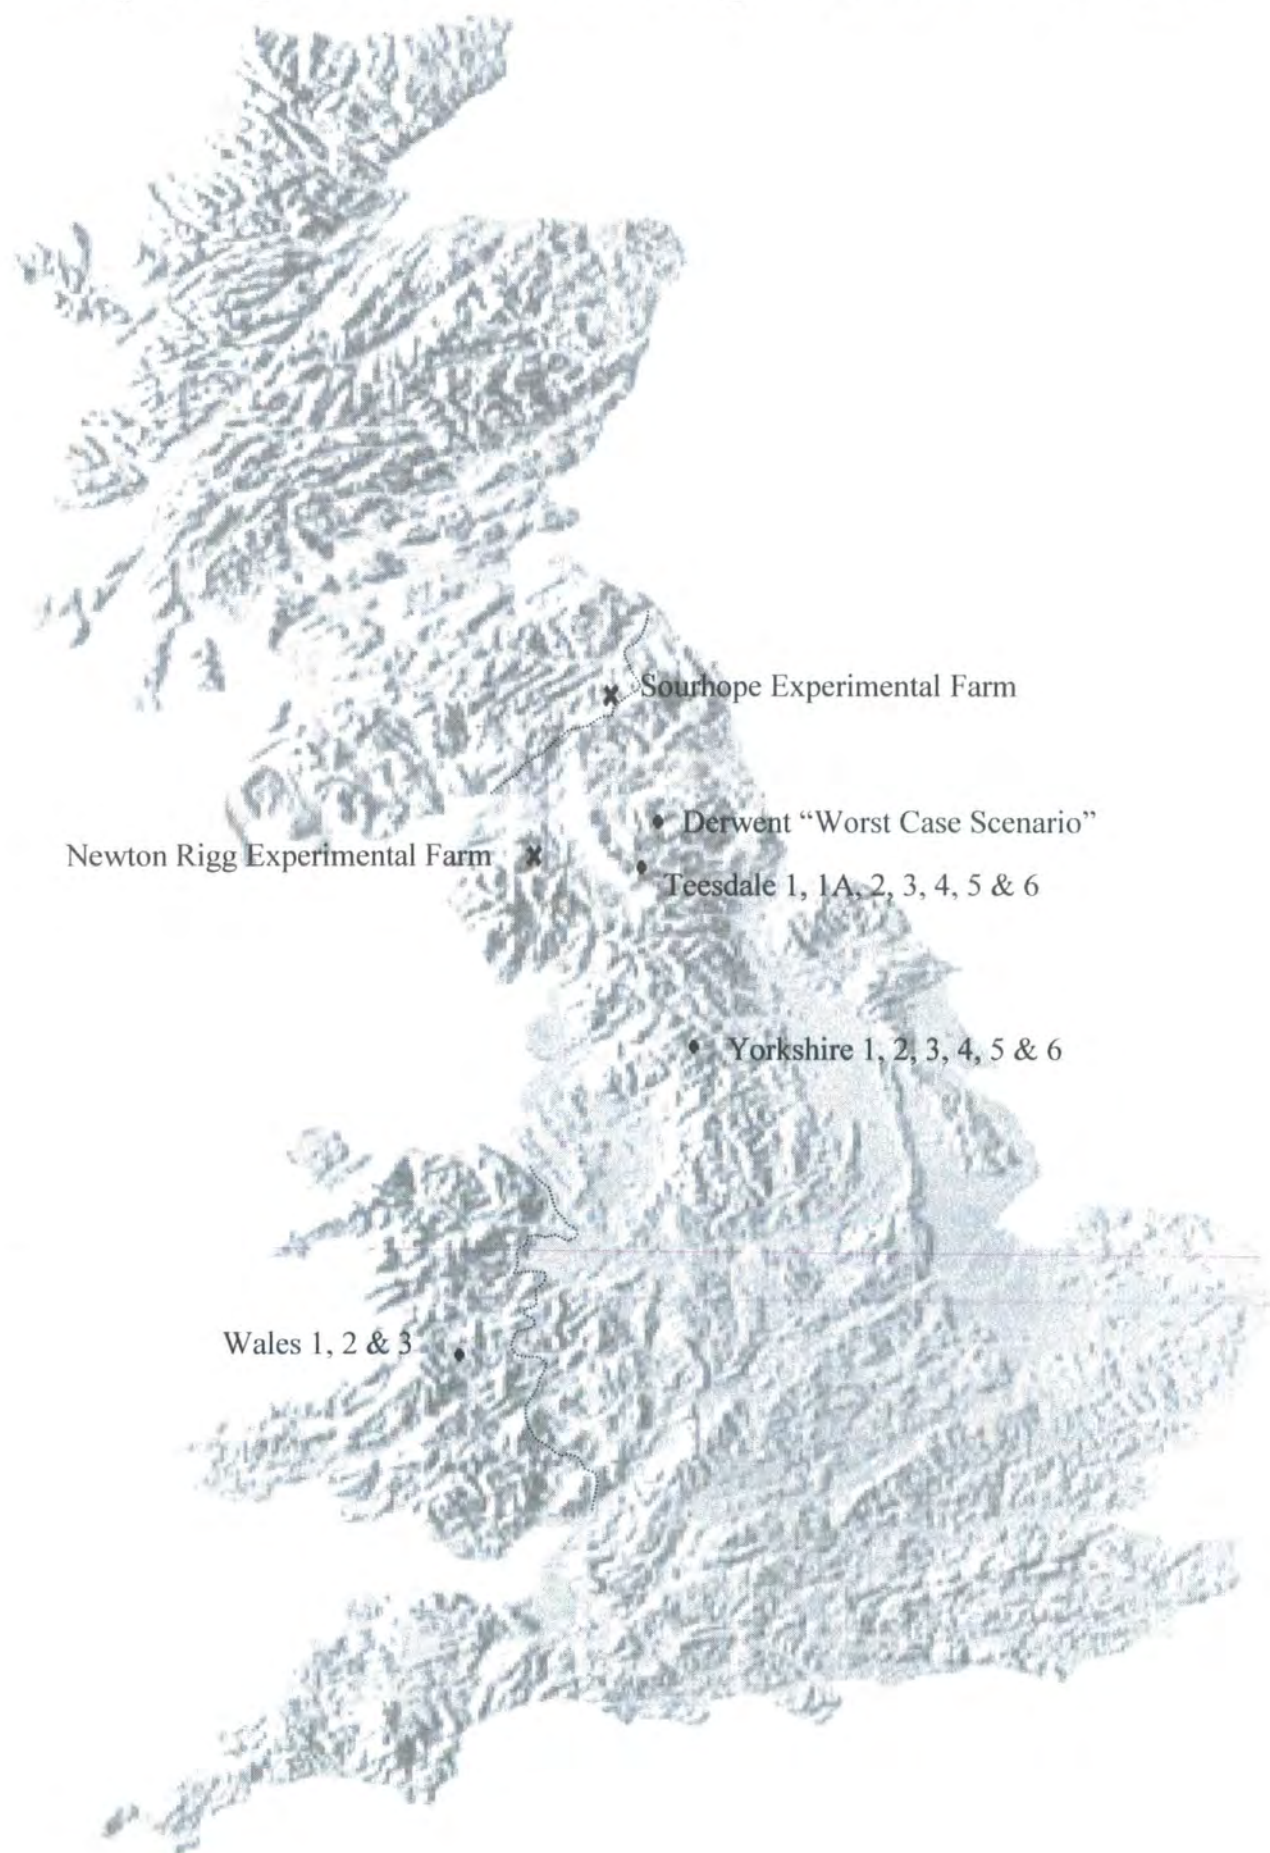 Sourhope Experimental Farm
Derwent “Worst Case Scenario”
Newton Rigg Experimental Farm
Teesdale 1, 1A, 2, 3, 4, 5 & 6
Yorkshire 1, 2, 3, 4, 5 & 6
Wales 1, 2 & 3